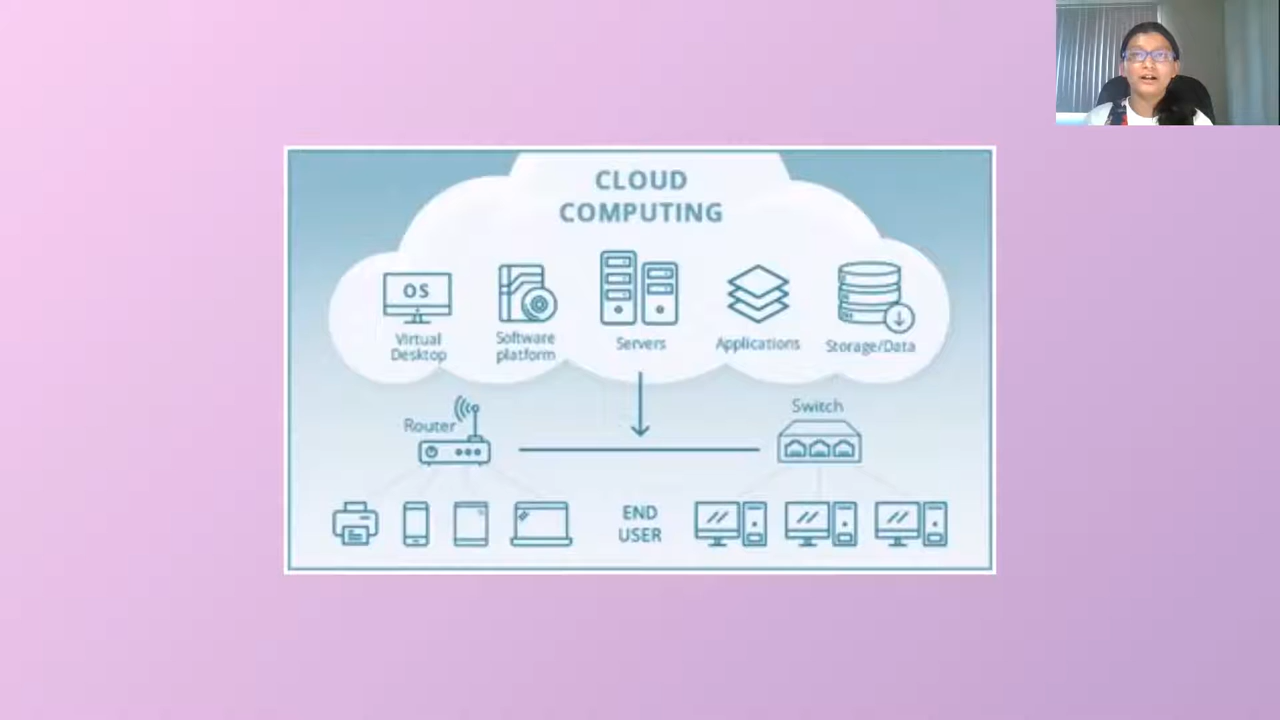 CLOUD
COMPUTING
OS
Virtual
Desktop
Software
platform
Servers
Applications
Storage/Data
Router
Switch
END
USER